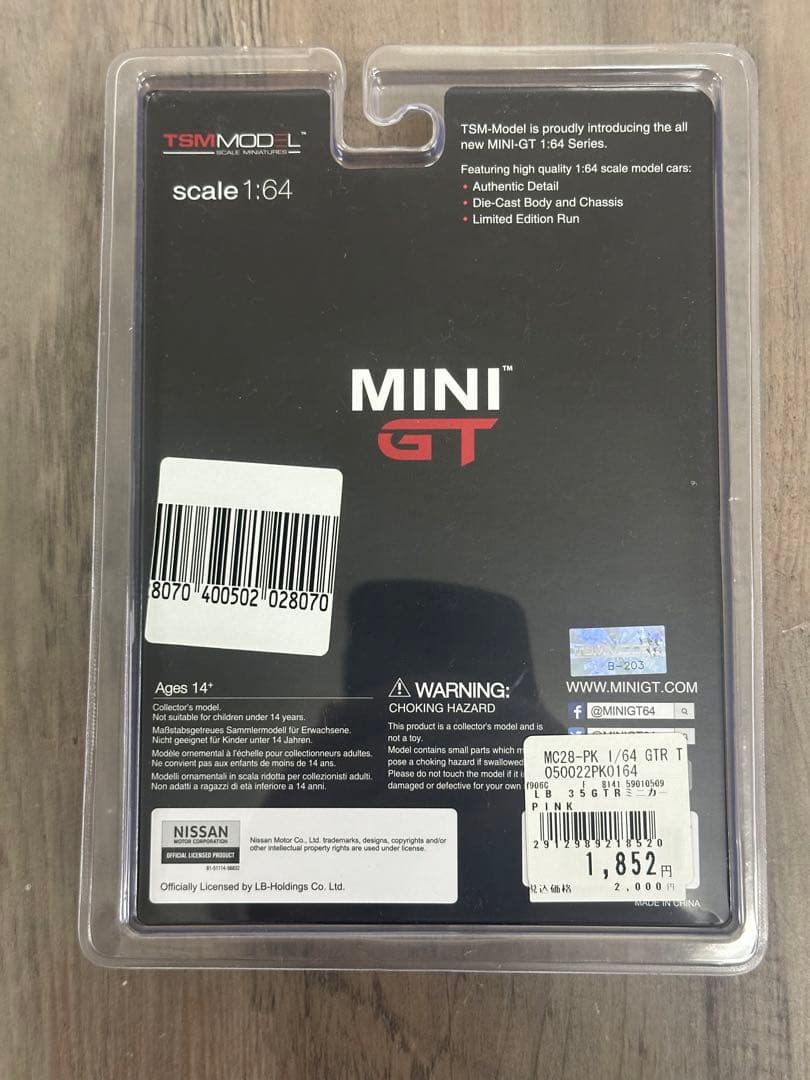 TSMMODEL™
SCALE MINIATURES
scale 1:64
TSM-Model is proudly introducing the all
new MINI-GT 1:64 Series.
Featuring high quality 1:64 scale model cars:
• Authentic Detail
• Die-Cast Body and Chassis
• Limited Edition Run
MINI™
GT
8070 400502 028070
TSMMODEL
B-203
Ages 14+
Collector's model.
Not suitable for children under 14 years.
Maßstabsgetreues Sammlermodell für Erwachsene.
Nicht geeignet für Kinder unter 14 Jahren.
Modèle ornemental à l'échelle pour collectionneurs adultes.
Ne convient pas aux enfants de moins de 14 ans.
Modelli ornamentali in scala ridotta per collezionisti adulti.
Non adatti a ragazzi di età inferiore a 14 anni.
⚠ WARNING:
CHOKING HAZARD
This product is a collector's model and is
not a toy.
Model contains small parts which m
pose a choking hazard if swallowed
Please do not touch the model if it i
damaged or defective for your own
WWW.MINIGT.COM
@MINIGT64
@MINIGT64
MC28-PK 1/64 GTR T
050022PK0164
f906G F 8141 59010509
LB 35GTRミニカー
PINK
2912989218520
1,852円
税込価格 2,000円
NISSAN
MOTOR CORPORATION
OFFICIAL LICENSED PRODUCT
Nissan Motor Co., Ltd. trademarks, designs, copyrights and/or
other intellectual property rights are used under license.
Officially Licensed by LB-Holdings Co. Ltd.
MADE IN CHINA